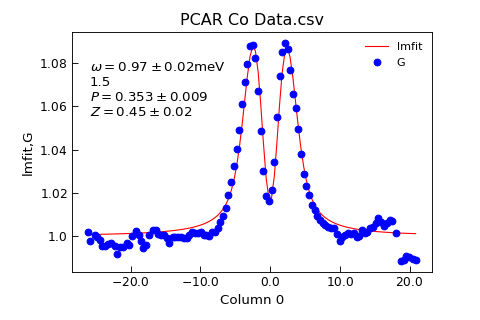 PCAR Co Data.csv
ω = 0.97 ± 0.02meV
1.5
P = 0.353 ± 0.009
Z = 0.45 ± 0.02
lmfit
G
lmfit,G
1.08
1.06
1.04
1.02
1.0
−20.0 −10.0 0.0 10.0 20.0
Column 0